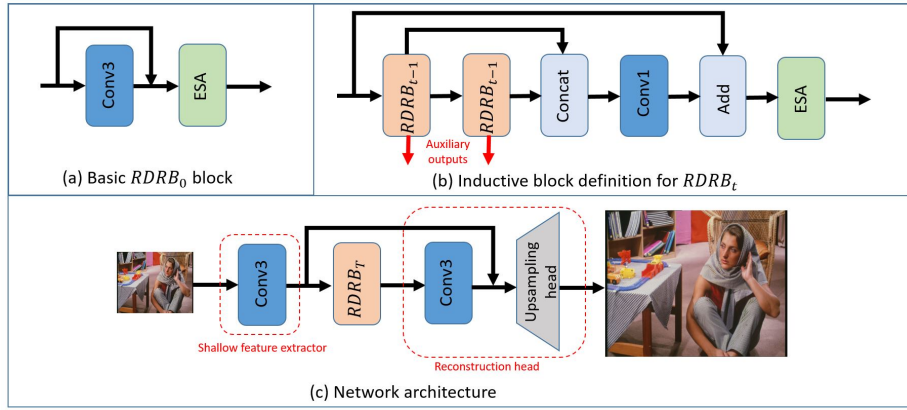 Conv3
ESA
(a) Basic RDRB₀ block
RDRBₜ₋₁
RDRBₜ₋₁
Concat
Conv1
Add
ESA
Auxiliary
outputs
(b) Inductive block definition for RDRBₜ
Conv3
RDRB_T
Conv3
Upsampling
head
Shallow feature extractor
Reconstruction head
(c) Network architecture